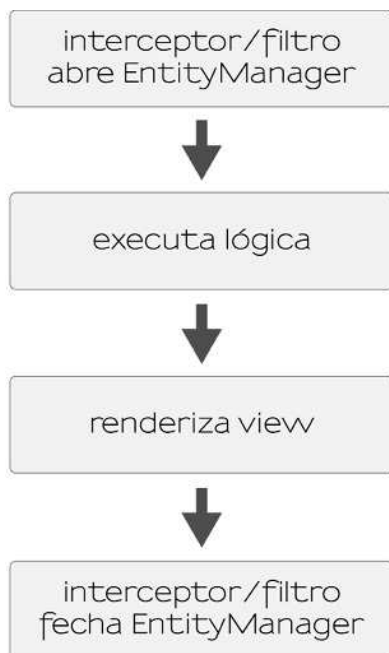 interceptor/filtro
abre EntityManager
executa lógica
renderiza view
interceptor/filtro
fecha EntityManager